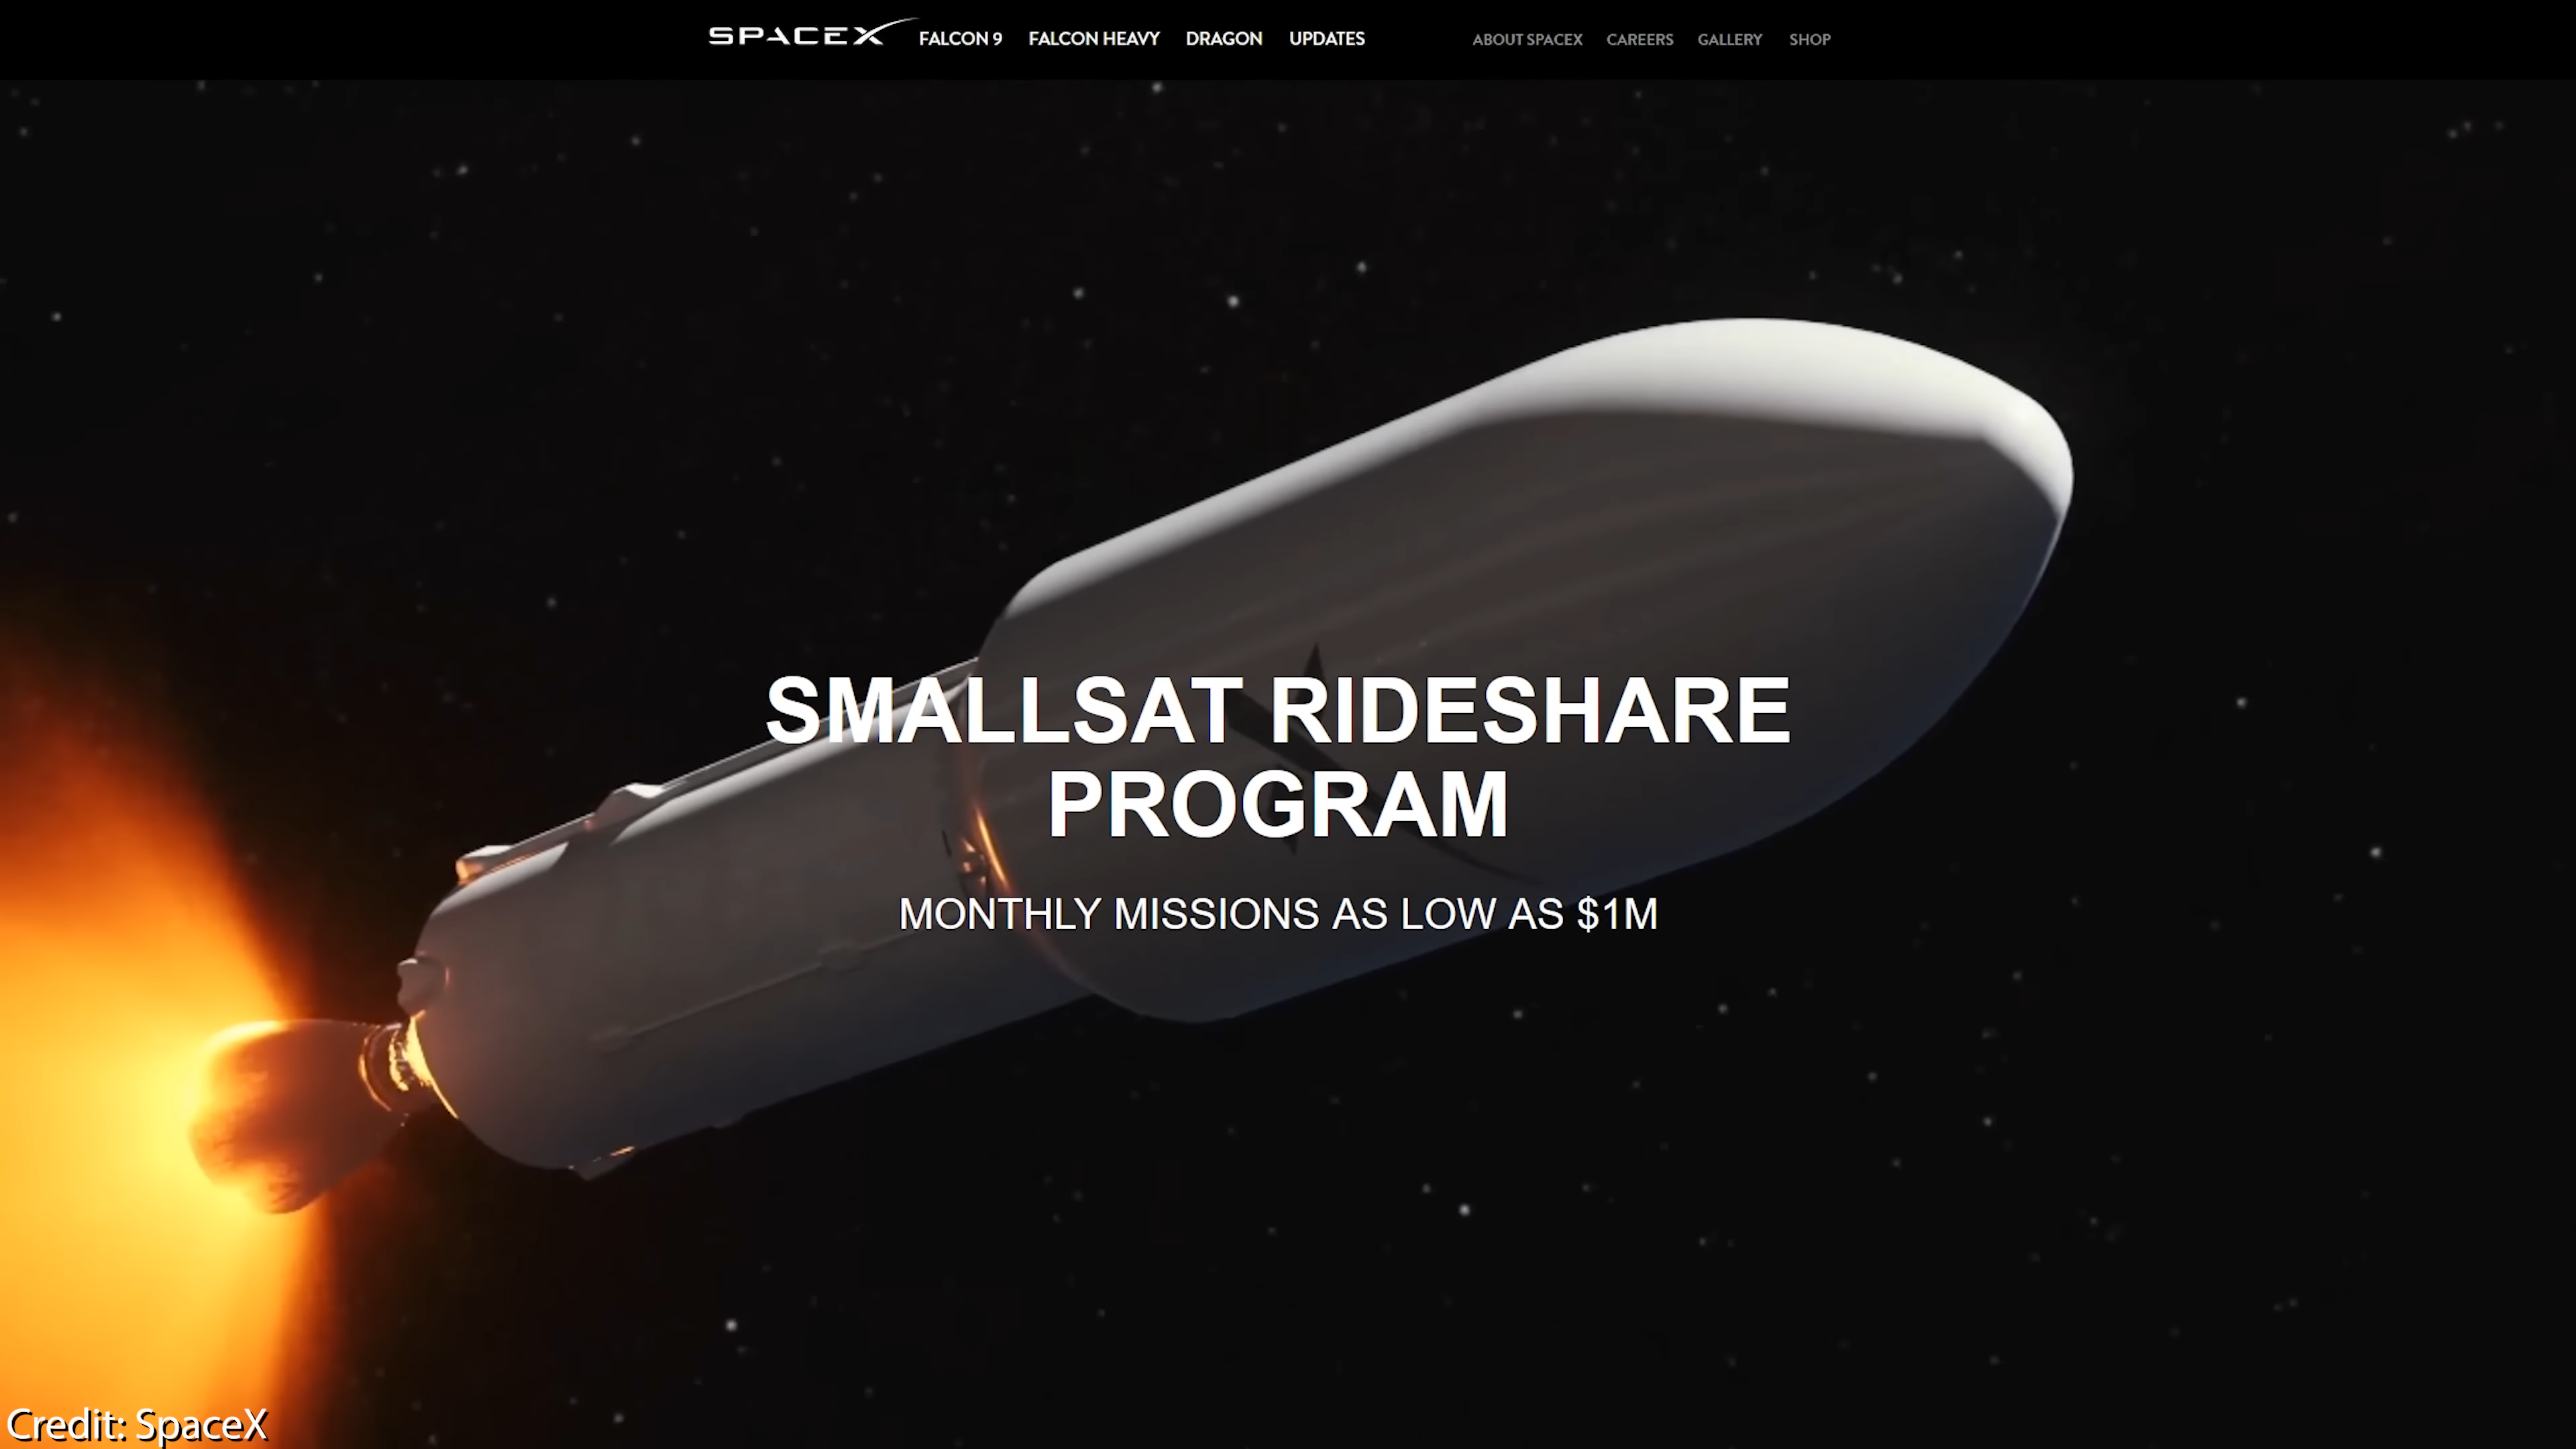 SPACEX FALCON 9 FALCON HEAVY DRAGON UPDATES ABOUT SPACEX CAREERS GALLERY SHOP
SMALLSAT RIDESHARE
PROGRAM
MONTHLY MISSIONS AS LOW AS $1M
Credit: SpaceX